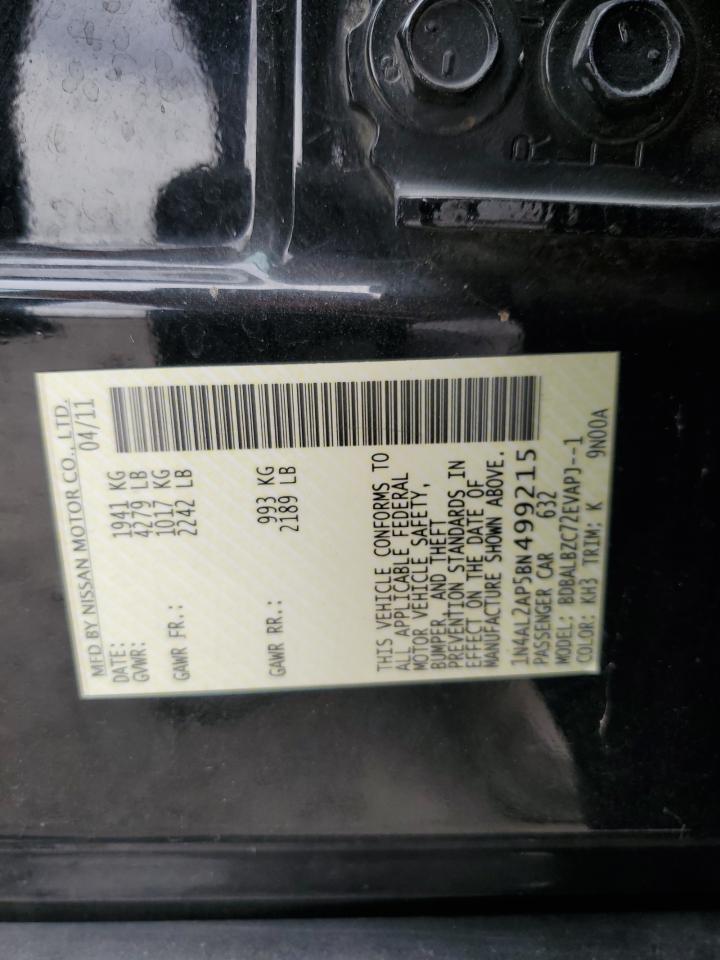 MFD BY NISSAN MOTOR CO., LTD.
DATE: 04/11
GVWR: 1941 KG
4279 LB
GAWR FR.: 1017 KG
2242 LB
GAWR RR.: 993 KG
2189 LB
THIS VEHICLE CONFORMS TO
ALL APPLICABLE FEDERAL
MOTOR VEHICLE SAFETY,
BUMPER, AND THEFT
PREVENTION STANDARDS IN
EFFECT ON THE DATE OF
MANUFACTURE SHOWN ABOVE.
1N4AL2AP5BN499215
PASSENGER CAR 632
MODEL: BDBALBZC72EVAPJ--1
COLOR: KH3 TRIM: K 9N00A